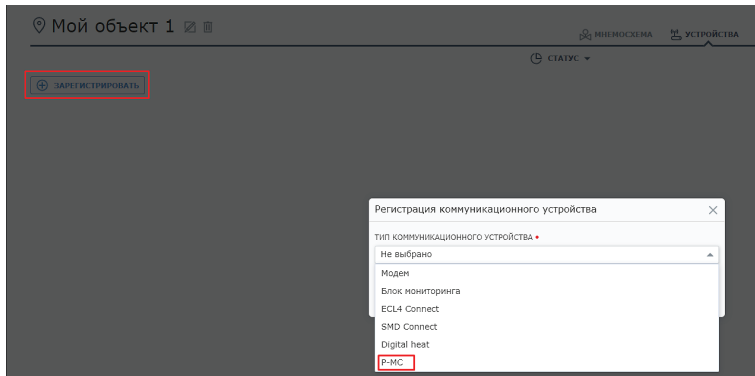 Мой объект 1
МНЕМОСХЕМА
УСТРОЙСТВА
СТАТУС
ЗАРЕГИСТРИРОВАТЬ
Регистрация коммуникационного устройства
ТИП КОММУНИКАЦИОННОГО УСТРОЙСТВА
Не выбрано
Модем
Блок мониторинга
ECL4 Connect
SMD Connect
Digital heat
P-MC